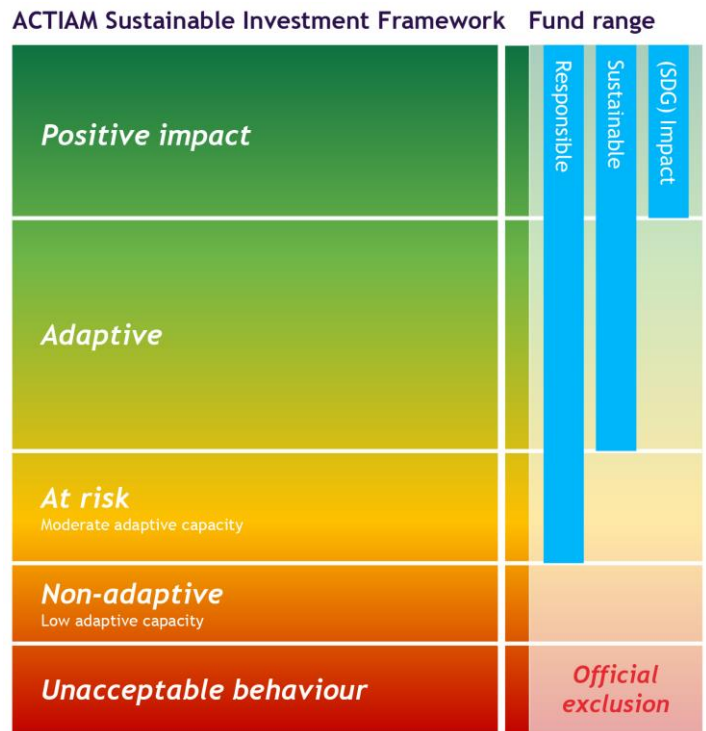 ACTIAM Sustainable Investment Framework
Fund range
Responsible
Sustainable
(SDG) Impact
Positive impact
Adaptive
At risk
Moderate adaptive capacity
Non-adaptive
Low adaptive capacity
Unacceptable behaviour
Official
exclusion